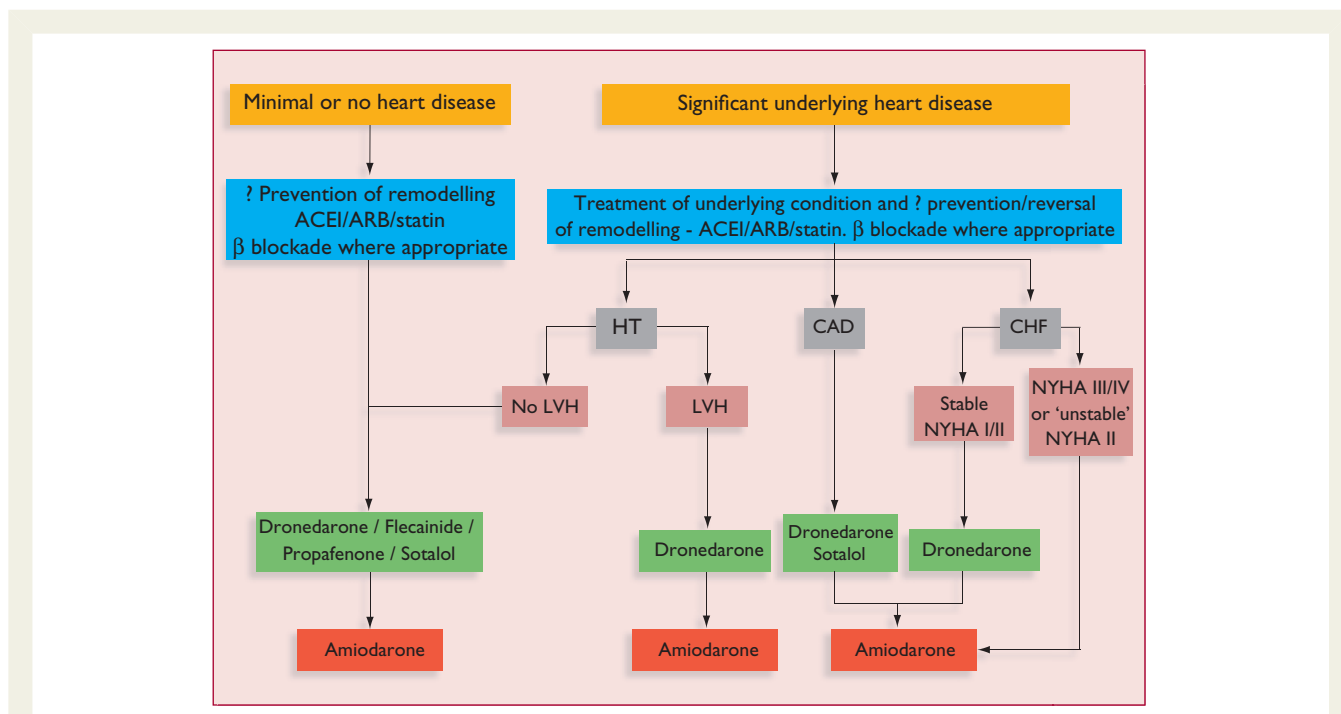 Minimal or no heart disease
Significant underlying heart disease
? Prevention of remodelling
ACEI/ARB/statin
β blockade where appropriate
Treatment of underlying condition and ? prevention/reversal
of remodelling - ACEI/ARB/statin. β blockade where appropriate
HT
CAD
CHF
No LVH
LVH
Stable
NYHA I/II
NYHA III/IV
or ‘unstable’
NYHA II
Dronedarone / Flecainide /
Propafenone / Sotalol
Dronedarone
Dronedarone
Sotalol
Dronedarone
Amiodarone
Amiodarone
Amiodarone